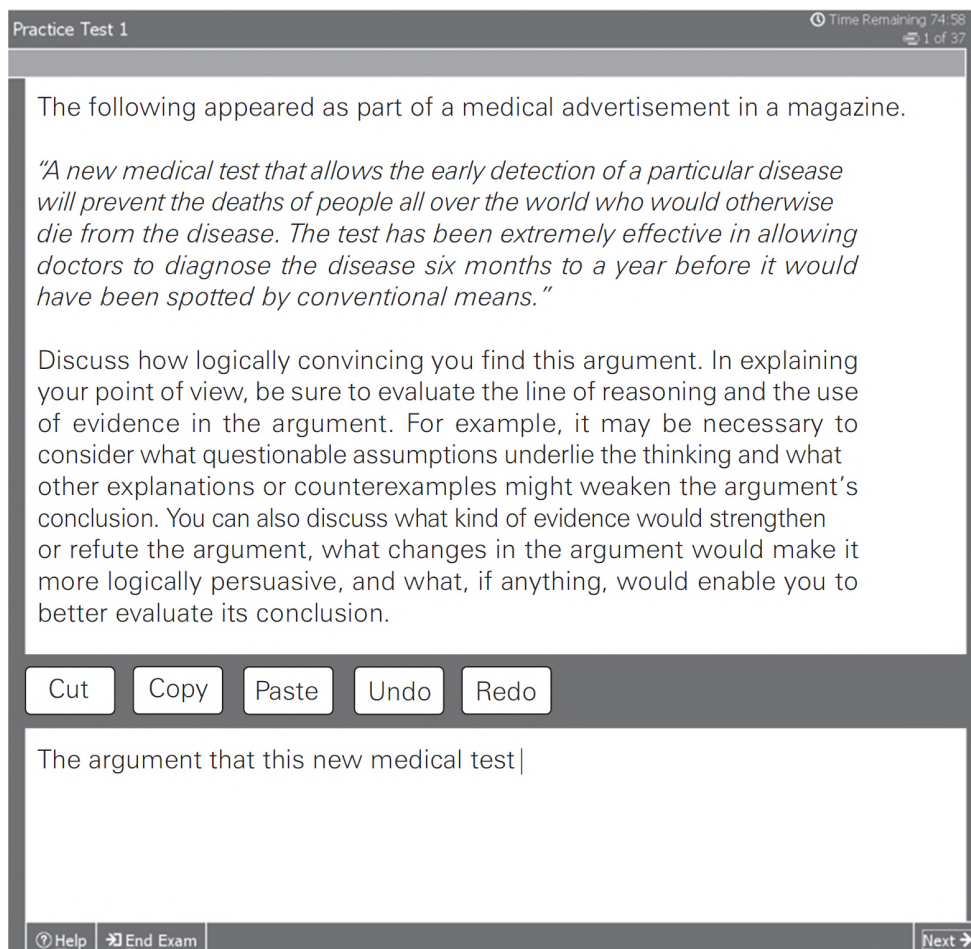 Practice Test 1
Time Remaining 74:58
1 of 37
The following appeared as part of a medical advertisement in a magazine.
“A new medical test that allows the early detection of a particular disease
will prevent the deaths of people all over the world who would otherwise
die from the disease. The test has been extremely effective in allowing
doctors to diagnose the disease six months to a year before it would
have been spotted by conventional means.”
Discuss how logically convincing you find this argument. In explaining
your point of view, be sure to evaluate the line of reasoning and the use
of evidence in the argument. For example, it may be necessary to
consider what questionable assumptions underlie the thinking and what
other explanations or counterexamples might weaken the argument’s
conclusion. You can also discuss what kind of evidence would strengthen
or refute the argument, what changes in the argument would make it
more logically persuasive, and what, if anything, would enable you to
better evaluate its conclusion.
Cut Copy Paste Undo Redo
The argument that this new medical test
Help End Exam Next